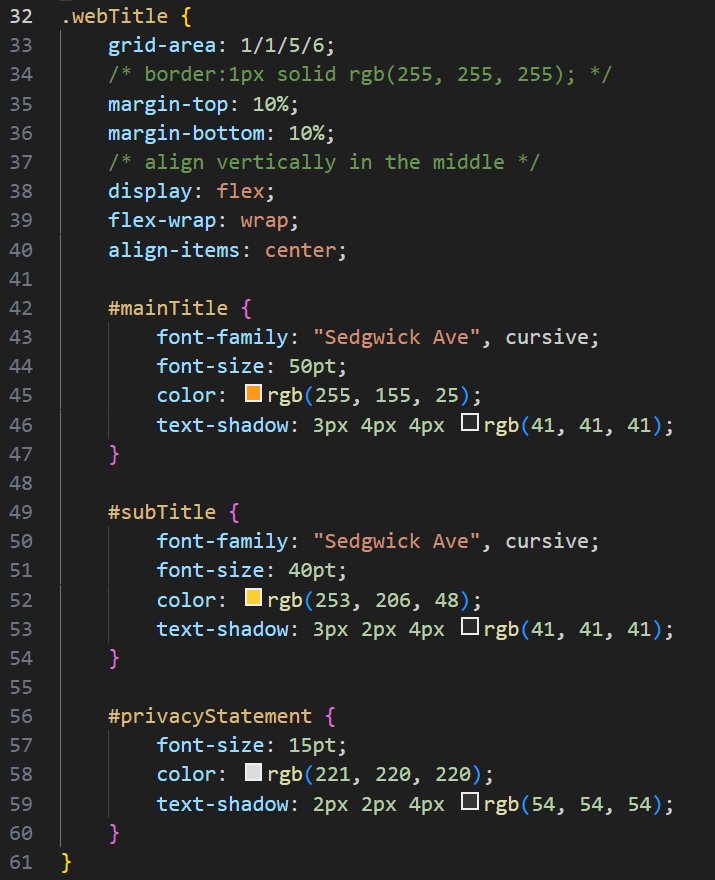 32 .webTitle {
33     grid-area: 1/1/5/6;
34     /* border:1px solid rgb(255, 255, 255); */
35     margin-top: 10%;
36     margin-bottom: 10%;
37     /* align vertically in the middle */
38     display: flex;
39     flex-wrap: wrap;
40     align-items: center;
41
42     #mainTitle {
43         font-family: "Sedgwick Ave", cursive;
44         font-size: 50pt;
45         color: rgb(255, 155, 25);
46         text-shadow: 3px 4px 4px rgb(41, 41, 41);
47     }
48
49     #subTitle {
50         font-family: "Sedgwick Ave", cursive;
51         font-size: 40pt;
52         color: rgb(253, 206, 48);
53         text-shadow: 3px 2px 4px rgb(41, 41, 41);
54     }
55
56     #privacyStatement {
57         font-size: 15pt;
58         color: rgb(221, 220, 220);
59         text-shadow: 2px 2px 4px rgb(54, 54, 54);
60     }
61 }